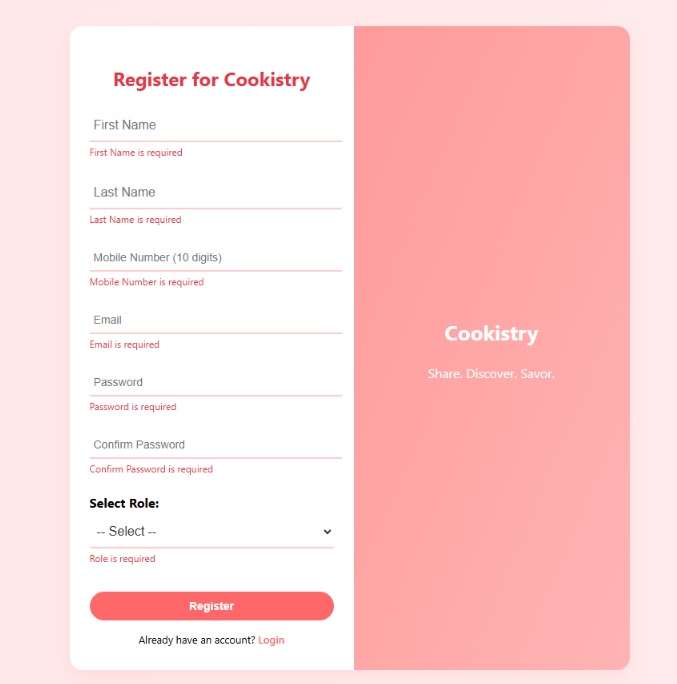 Register for Cookistry
First Name
First Name is required
Last Name
Last Name is required
Mobile Number (10 digits)
Mobile Number is required
Email
Email is required
Password
Password is required
Confirm Password
Confirm Password is required
Select Role:
-- Select --
Role is required
Register
Already have an account? Login
Cookistry
Share. Discover. Savor.